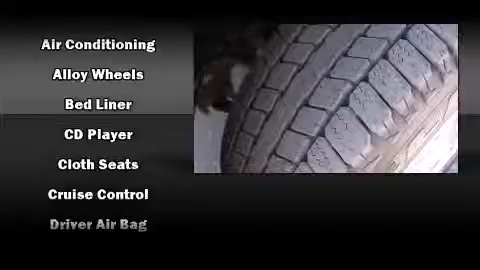 Air Conditioning
Alloy Wheels
Bed Liner
CD Player
Cloth Seats
Cruise Control
Driver Air Bag